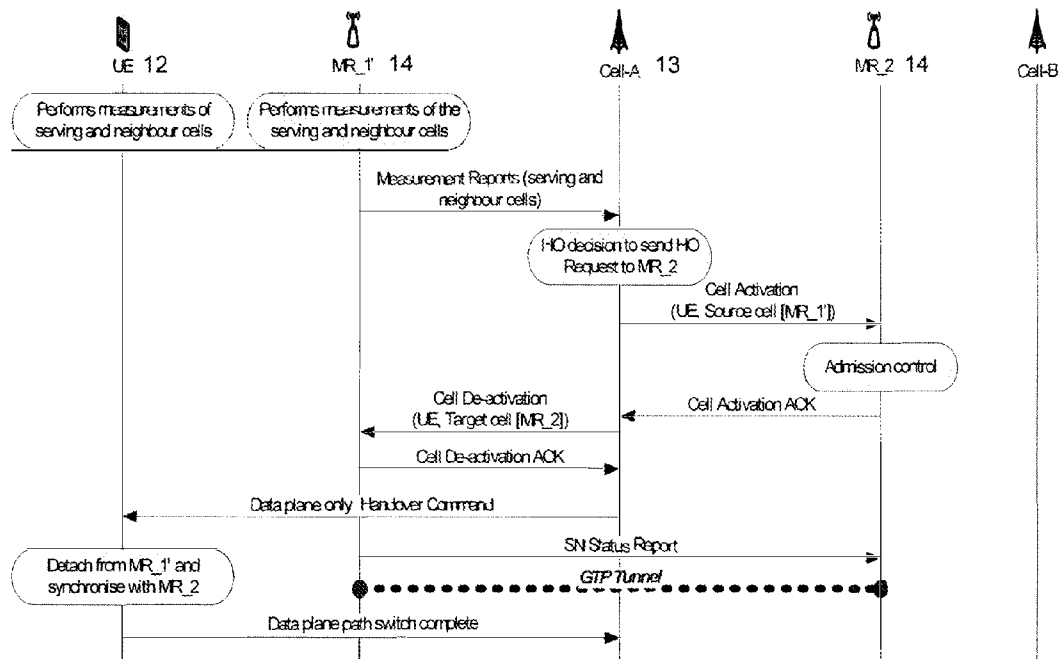 UE 12
MR_1' 14
Cell-A 13
MR_2 14
Cell-B
Performs measurements of
serving and neighbour cells
Performs measurements of the
serving and neighbour cells
Measurement Reports (serving and
neighbour cells)
HO decision to send HO
Request to MR_2
Cell Activation
(UE, Source cell [MR_1'])
Admission control
Cell Activation ACK
Cell De-activation
(UE, Target cell [MR_2])
Cell De-activation ACK
Data plane only Handover Command
SN Status Report
Detach from MR_1' and
synchronise with MR_2
GTP Tunnel
Data plane path switch complete